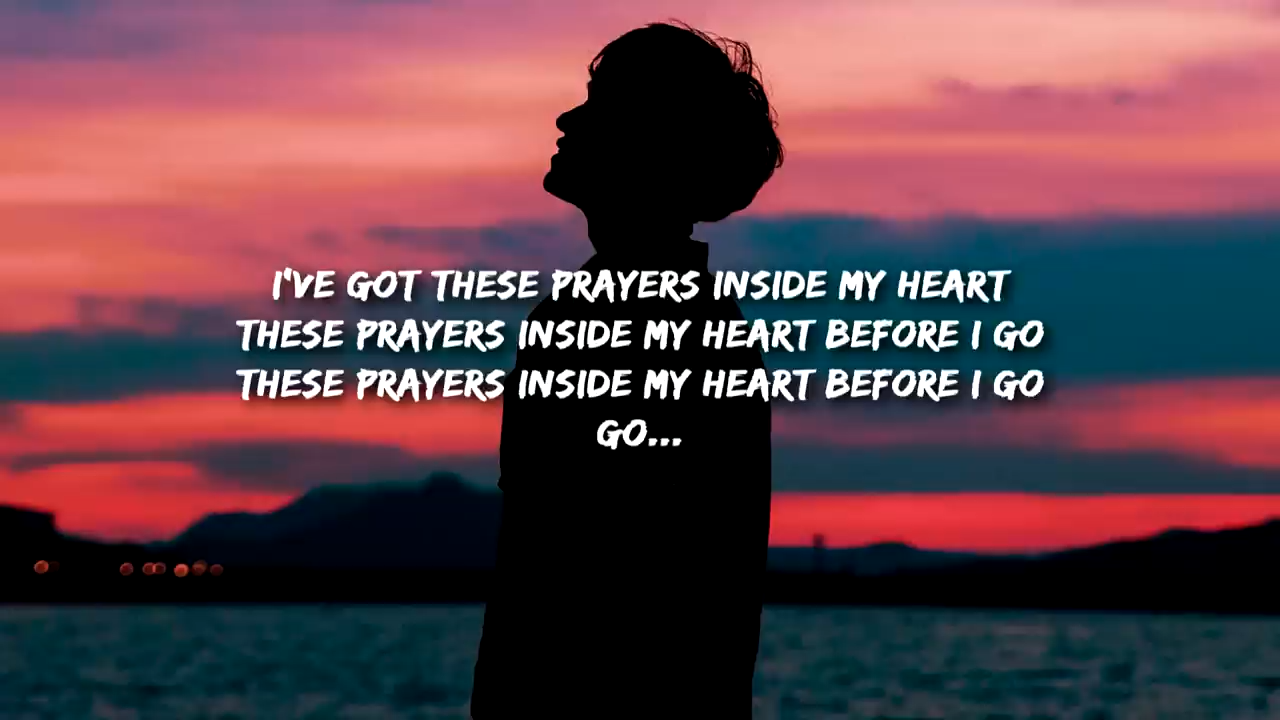 I'VE GOT THESE PRAYERS INSIDE MY HEART
THESE PRAYERS INSIDE MY HEART BEFORE I GO
THESE PRAYERS INSIDE MY HEART BEFORE I GO
GO...